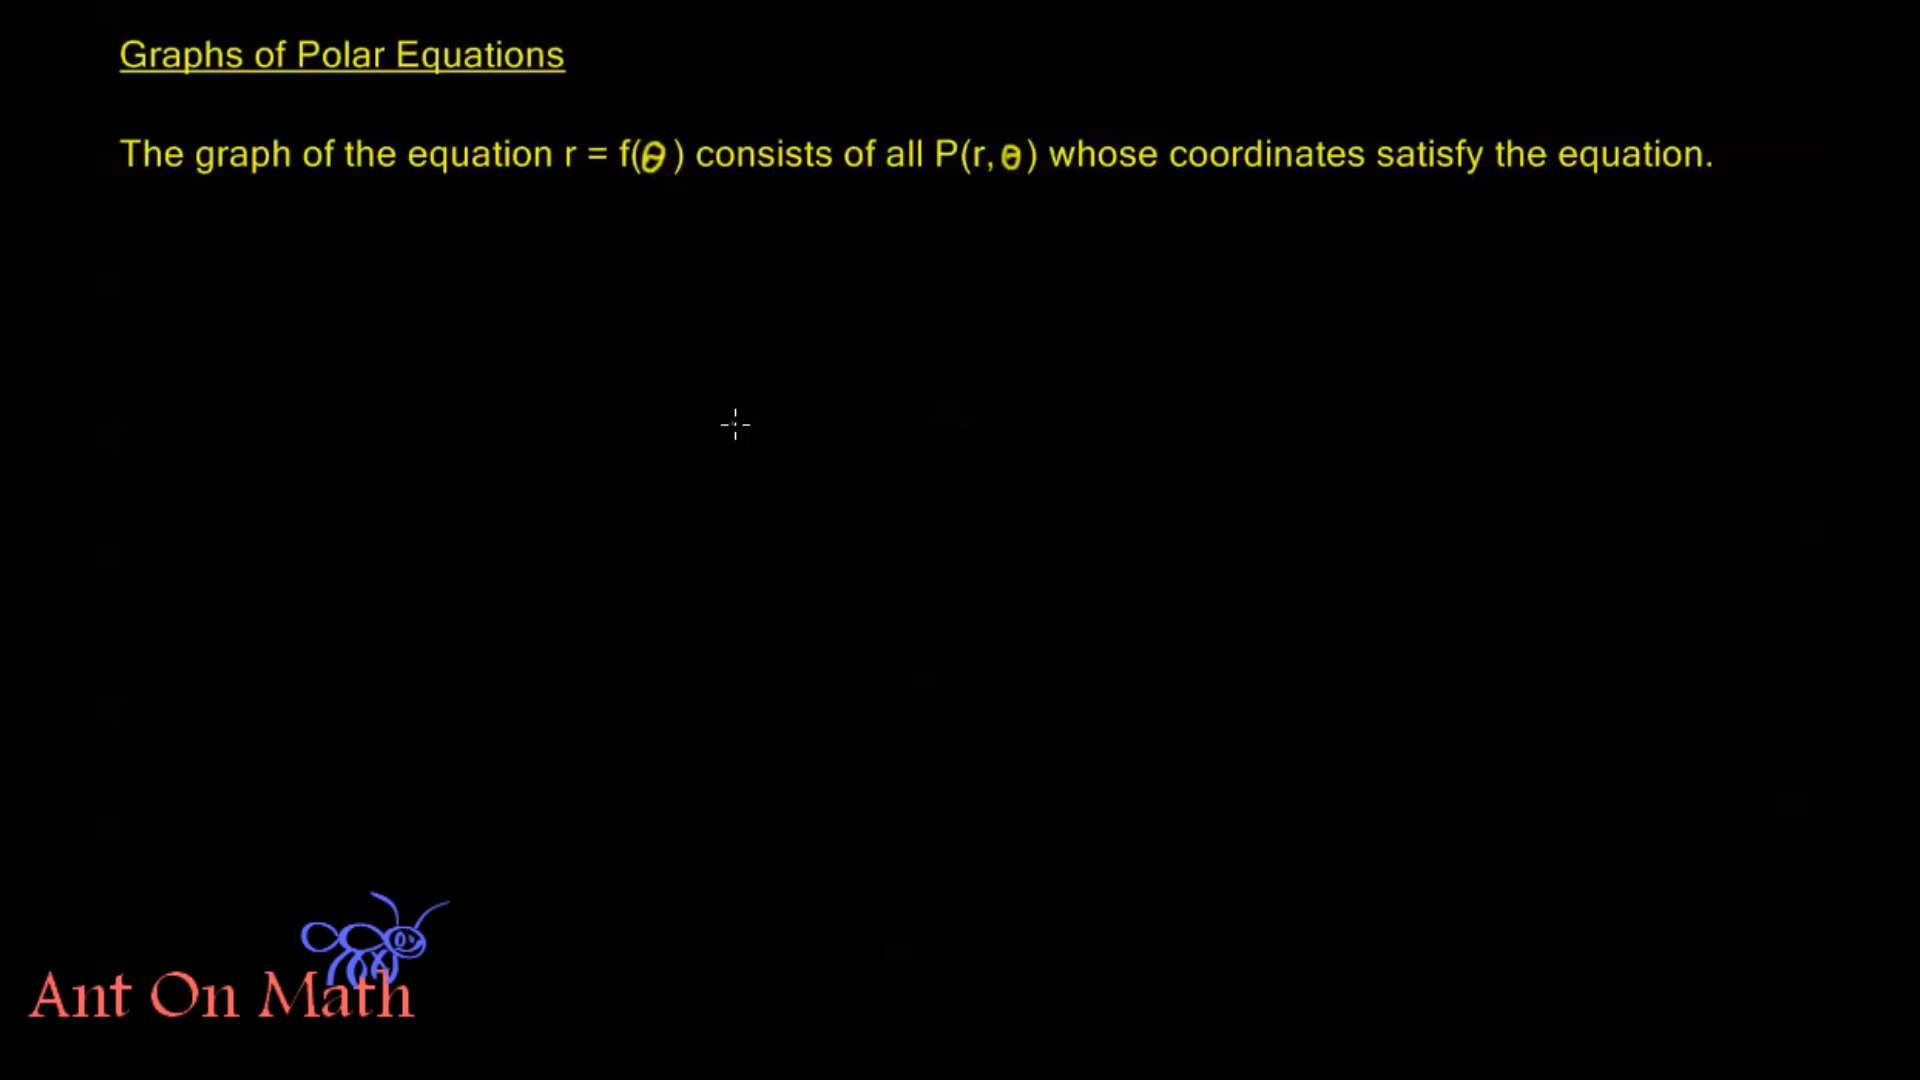 Graphs of Polar Equations
The graph of the equation r = f(θ) consists of all P(r, θ) whose coordinates satisfy the equation.
Ant On Math